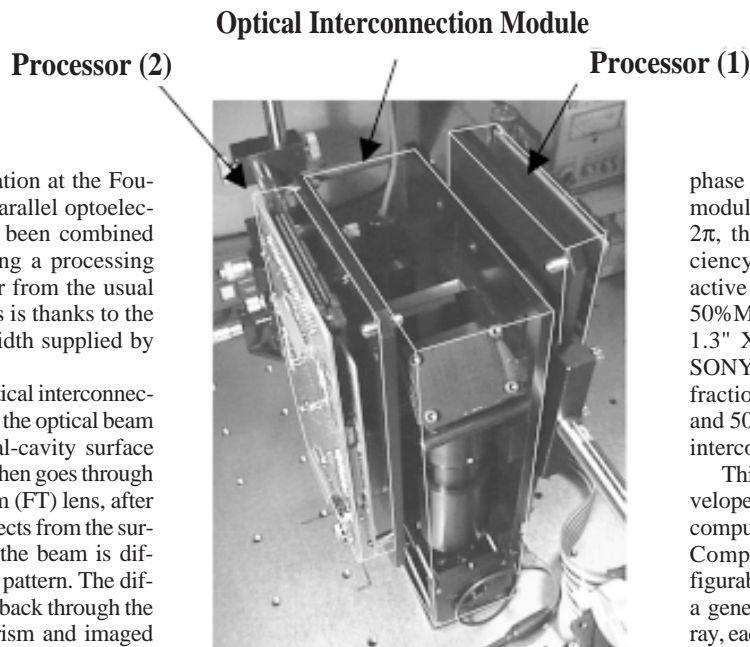 Optical Interconnection Module
Processor (2)
Processor (1)
ation at the Fou-
arallel optoelec-
been combined
ng a processing
r from the usual
s is thanks to the
idth supplied by
tical interconnec-
the optical beam
al-cavity surface
hen goes through
m (FT) lens, after
ects from the sur-
the beam is dif-
pattern. The dif-
back through the
rism and imaged
phase
modul
2π, th
ciency
active
50%M
1.3" X
SONY
fraction
and 50
interco
Thi
velope
compu
Comp
figurab
a gene
ray, eac